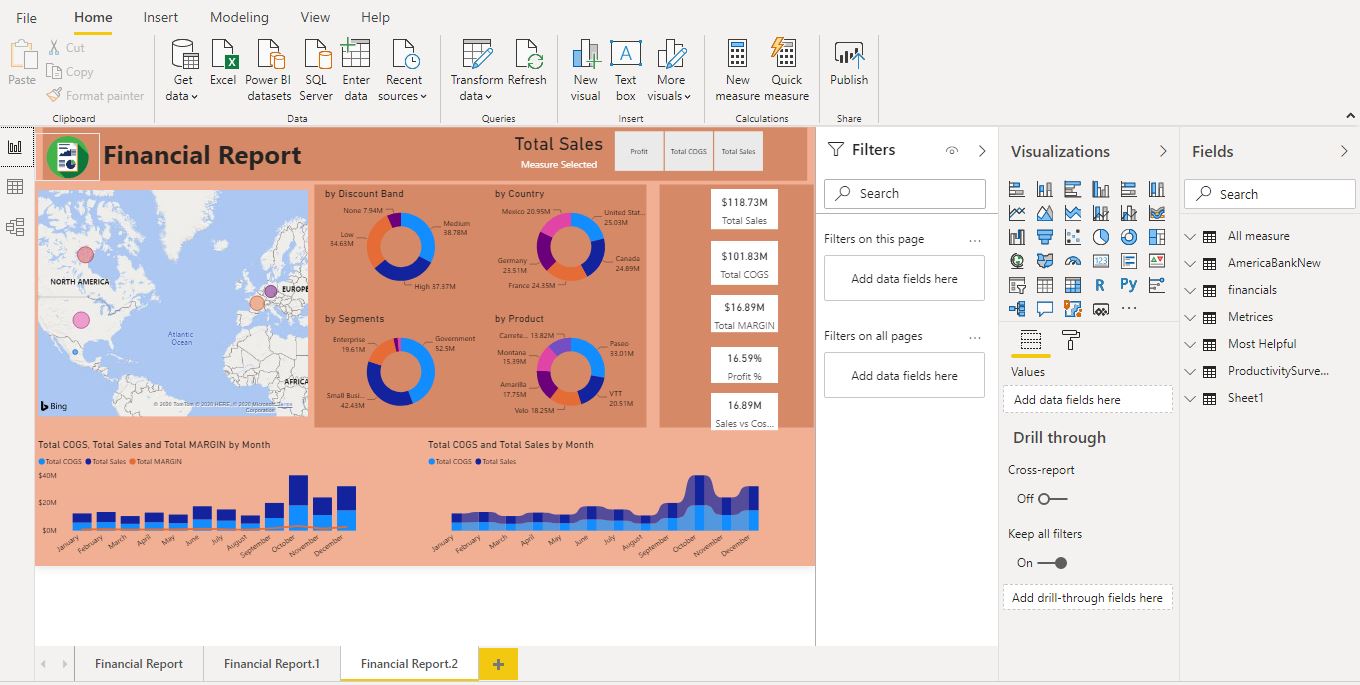 File Home Insert Modeling View Help
Paste
Cut
Copy
Format painter
Clipboard
Get data
Excel
Power BI datasets
SQL Server
Enter data
Recent sources
Data
Transform data
Refresh
Queries
New visual
Text box
More visuals
Insert
New measure
Quick measure
Calculations
Publish
Share
Financial Report
Total Sales
Measure Selected
Profit
Total COGS
Total Sales
NORTH AMERICA
EUROPE
Atlantic
Ocean
AFRICA
Bing
© 2020 TomTom © 2020 HERE, © 2020 Microsoft Corporation Terms
by Discount Band
None 7.94M
Medium
38.78M
Low
34.63M
High 37.37M
by Country
Mexico 20.95M
United Stat...
25.03M
Canada
24.89M
Germany
23.51M
France 24.35M
by Segments
Enterprise
19.61M
Government
52.5M
Small Busi...
42.43M
by Product
Carrete... 13.82M
Paseo
33.01M
Montana
15.39M
Amarilla
17.75M
VTT
20.51M
Velo 18.25M
$118.73M
Total Sales
$101.83M
Total COGS
$16.89M
Total MARGIN
16.59%
Profit %
16.89M
Sales vs Cos...
Total COGS, Total Sales and Total MARGIN by Month
Total COGS Total Sales Total MARGIN
$40M
$20M
$0M
January February March April May June July August September October November December
Total COGS and Total Sales by Month
Total COGS Total Sales
January February March April May June July August September October November December
Financial Report
Financial Report.1
Financial Report.2
+
Filters
Search
Filters on this page
...
Add data fields here
Filters on all pages
...
Add data fields here
Visualizations
123
R
Py
...
Values
Add data fields here
Drill through
Cross-report
Off
Keep all filters
On
Add drill-through fields here
Fields
Search
All measure
AmericaBankNew
financials
Metrices
Most Helpful
ProductivitySurve...
Sheet1